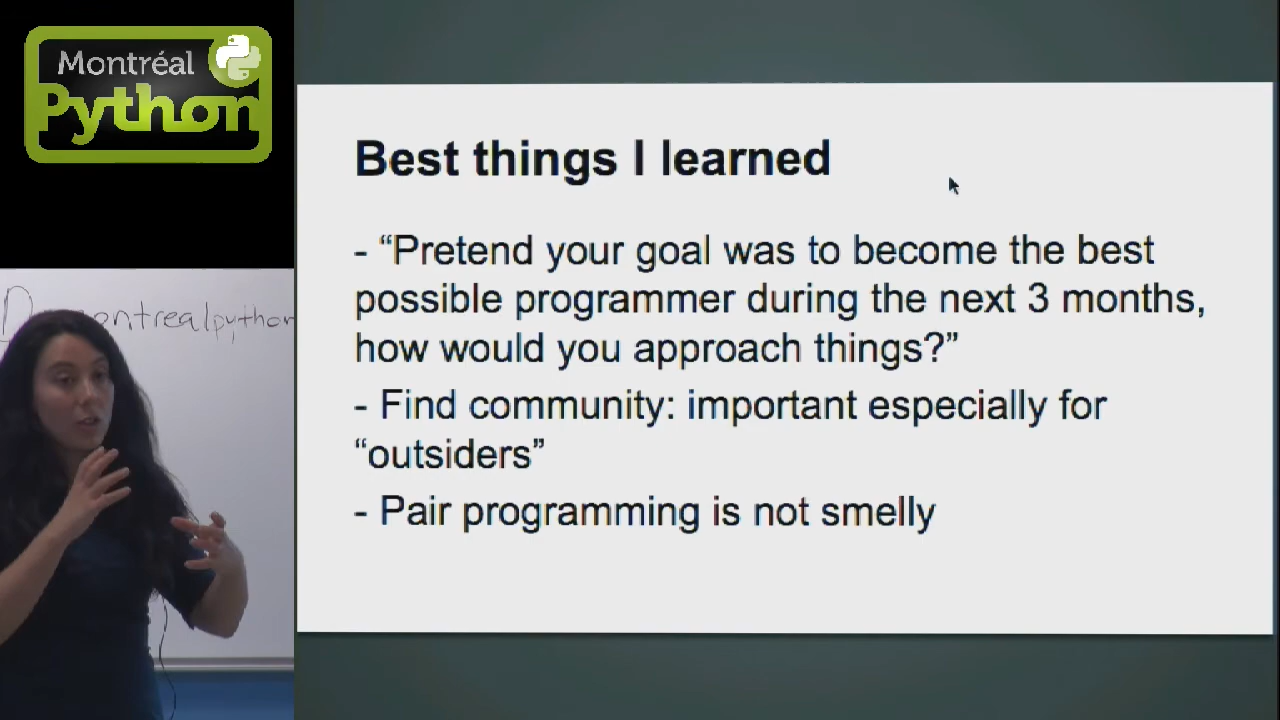 Montréal
Python
montrealpython
Best things I learned
- “Pretend your goal was to become the best
possible programmer during the next 3 months,
how would you approach things?”
- Find community: important especially for
“outsiders”
- Pair programming is not smelly